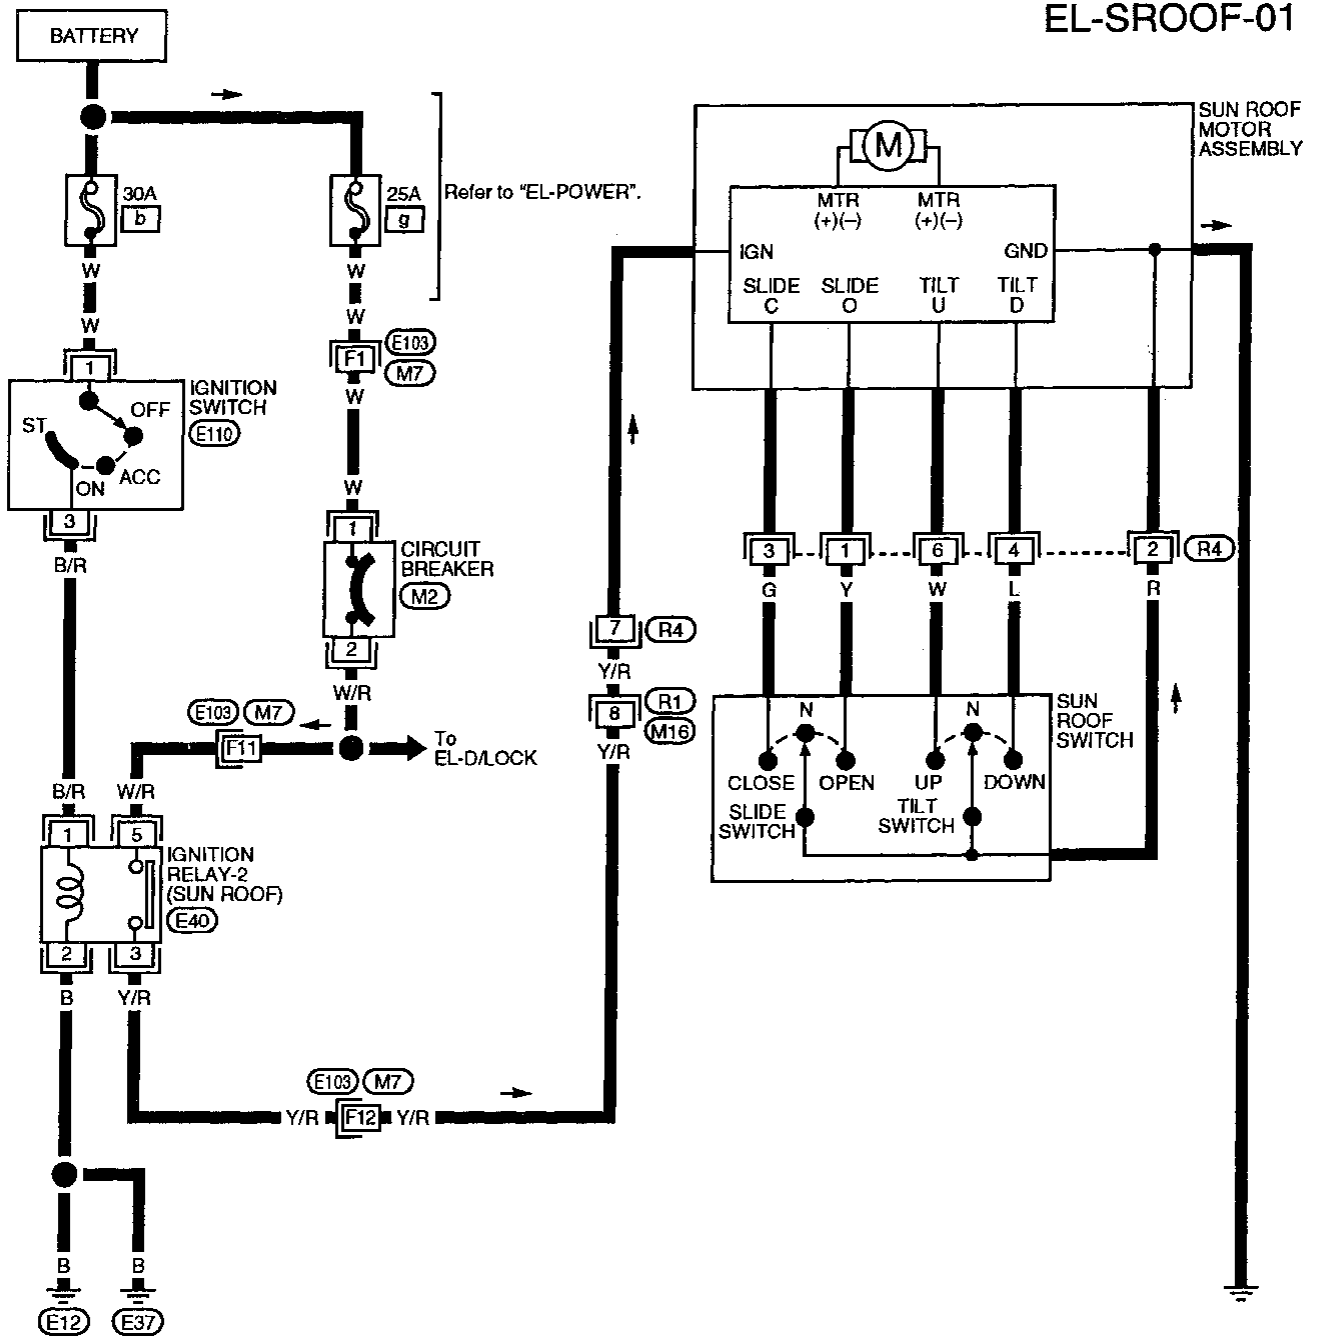 EL-SROOF-01
BATTERY
30A
b
25A
g
Refer to "EL-POWER".
W
W
W
W
1
IGNITION
SWITCH
E110
OFF
ST
ACC
ON
3
B/R
F1
E103
M7
W
W
1
CIRCUIT
BREAKER
M2
2
W/R
E103
M7
F11
To
EL-D/LOCK
B/R
W/R
1
5
IGNITION
RELAY-2
(SUN ROOF)
E40
2
3
B
Y/R
E103
M7
Y/R
F12
Y/R
B
B
E12
E37
SUN ROOF
MOTOR
ASSEMBLY
M
MTR
(+)(–)
MTR
(+)(–)
IGN
GND
SLIDE
C
SLIDE
O
TILT
U
TILT
D
7
R4
Y/R
8
R1
M16
Y/R
3
1
6
4
2
R4
G
Y
W
L
R
SUN
ROOF
SWITCH
N
N
CLOSE
OPEN
UP
DOWN
SLIDE
SWITCH
TILT
SWITCH